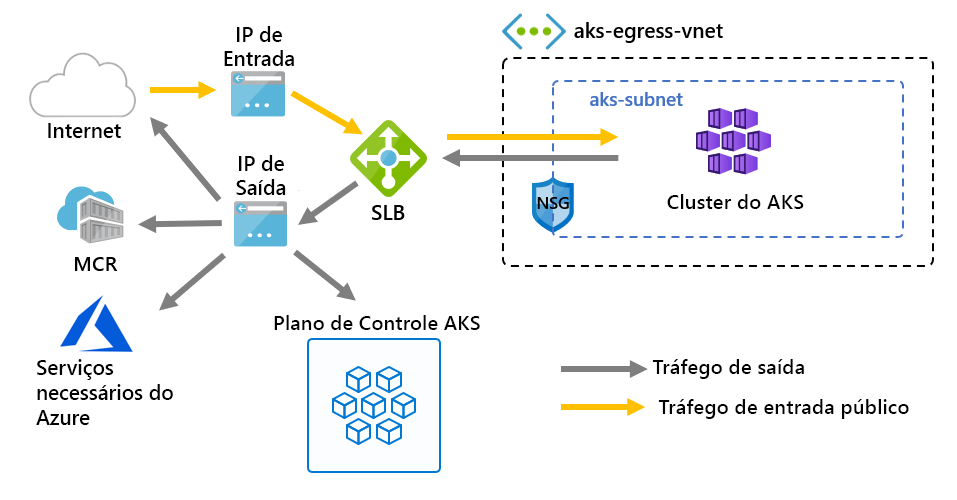 IP de
Entrada
aks-egress-vnet
aks-subnet
Internet
IP de
Saída
SLB
NSG
Cluster do AKS
MCR
Plano de Controle AKS
Serviços
necessários do
Azure
Tráfego de saída
Tráfego de entrada público